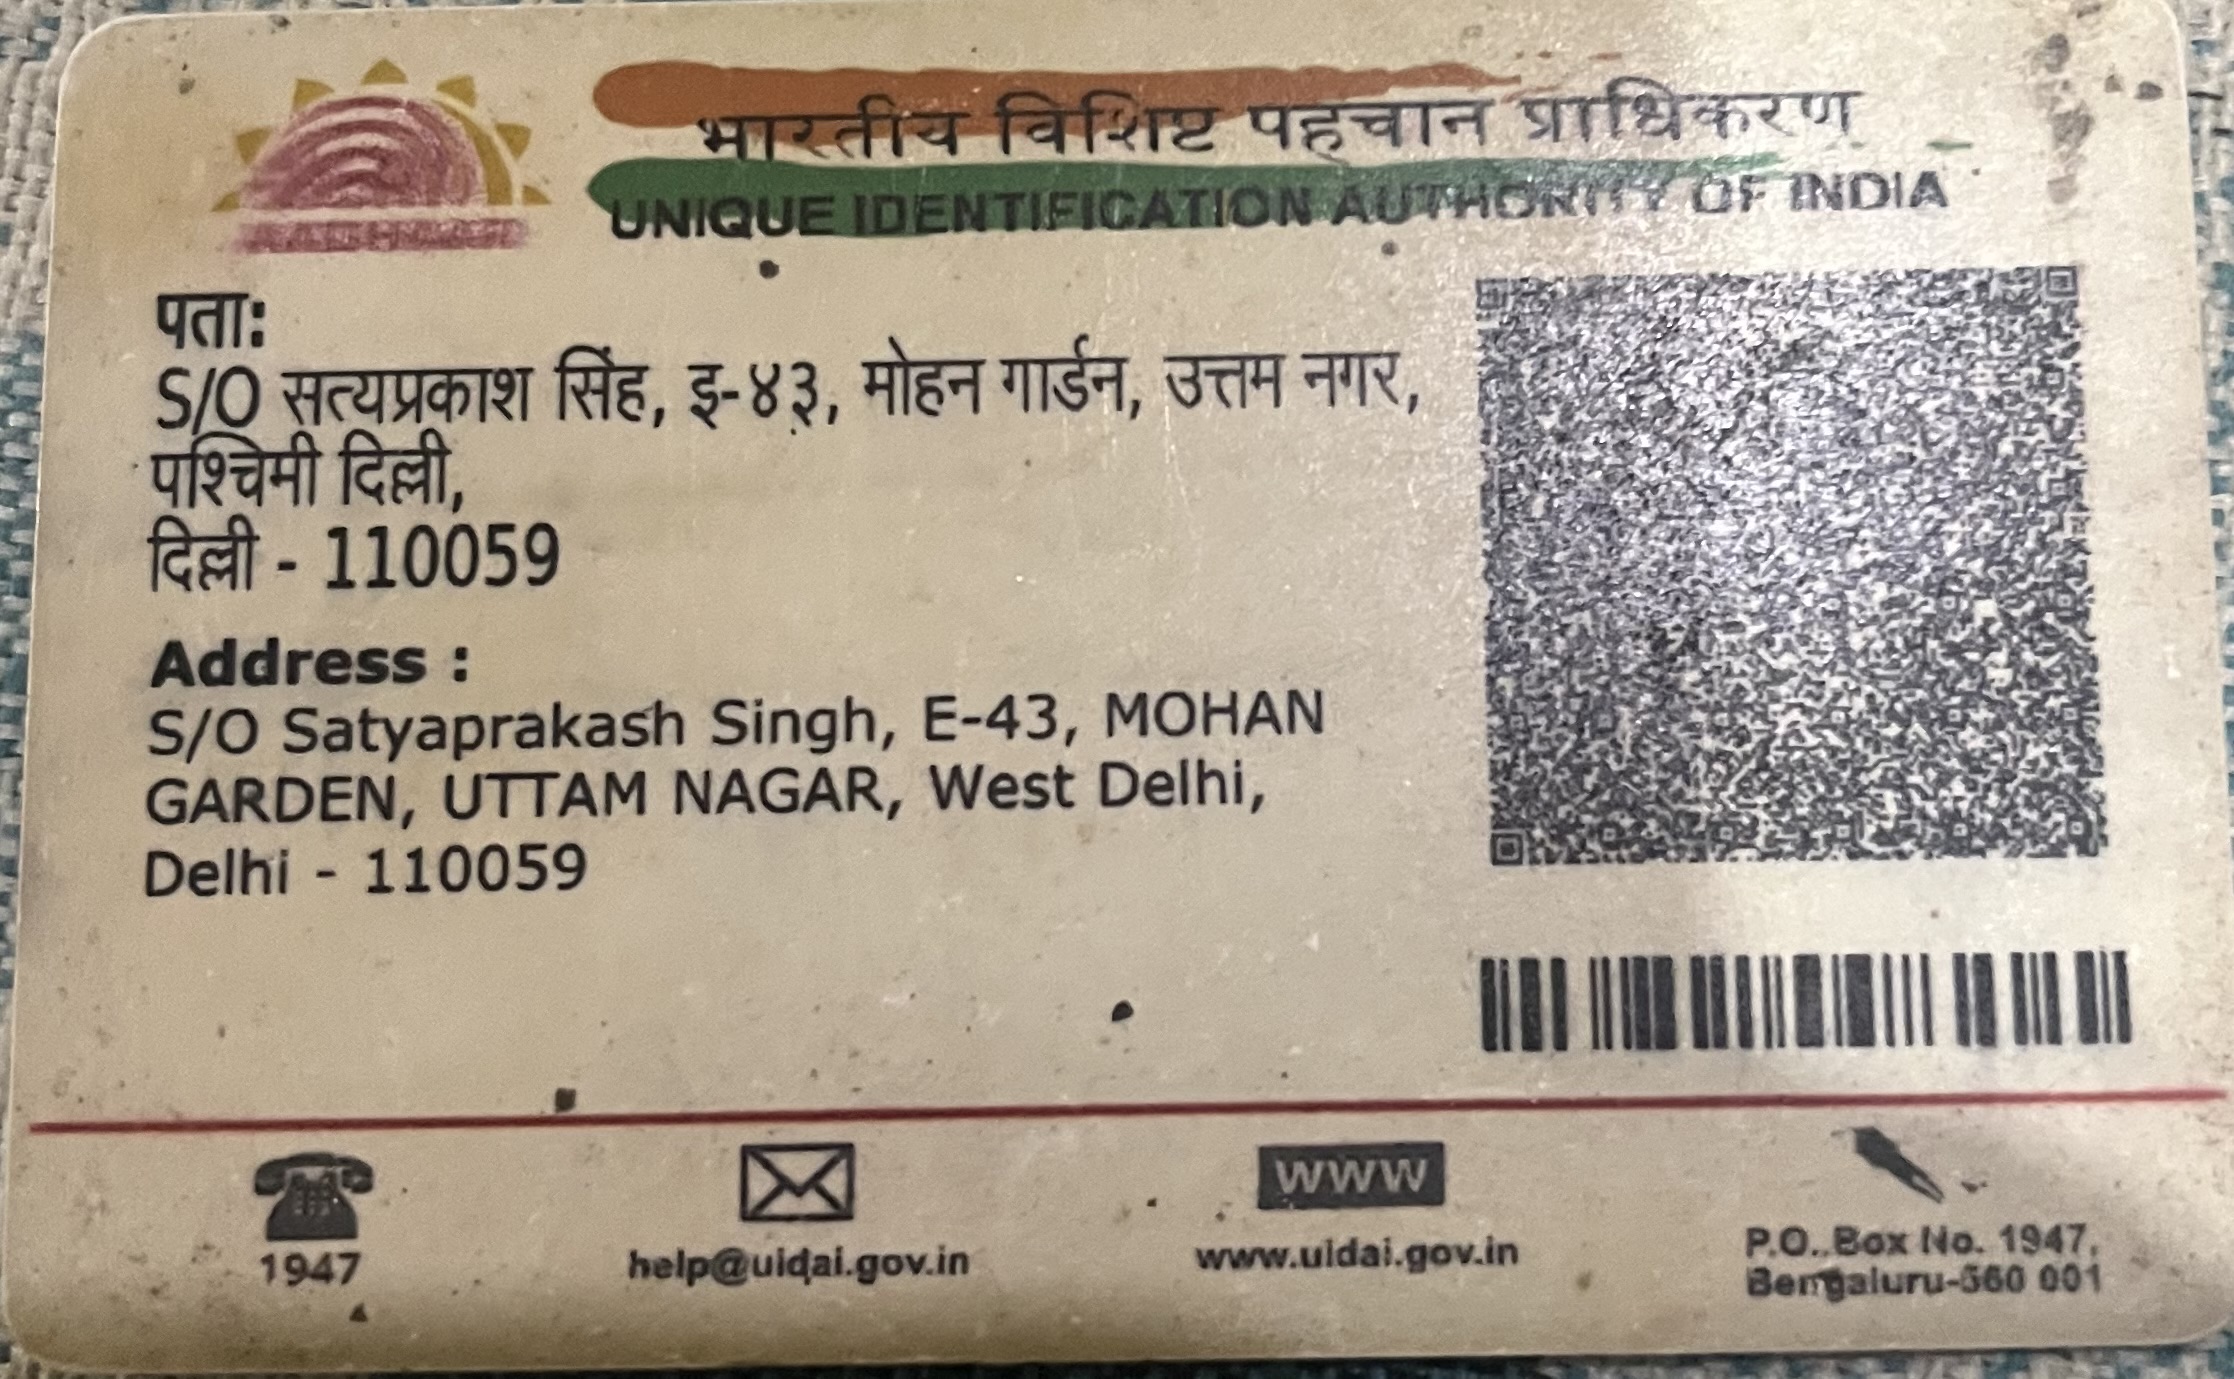 भारतीय विशिष्ट पहचान प्राधिकरण
UNIQUE IDENTIFICATION AUTHORITY OF INDIA
पता:
S/O सत्यप्रकाश सिंह, इ-४३, मोहन गार्डन, उत्तम नगर,
पश्चिमी दिल्ली,
दिल्ली - 110059
Address :
S/O Satyaprakash Singh, E-43, MOHAN
GARDEN, UTTAM NAGAR, West Delhi,
Delhi - 110059
WWW
1947
help@uidai.gov.in
www.uidai.gov.in
P.O. Box No. 1947,
Bengaluru-560 001